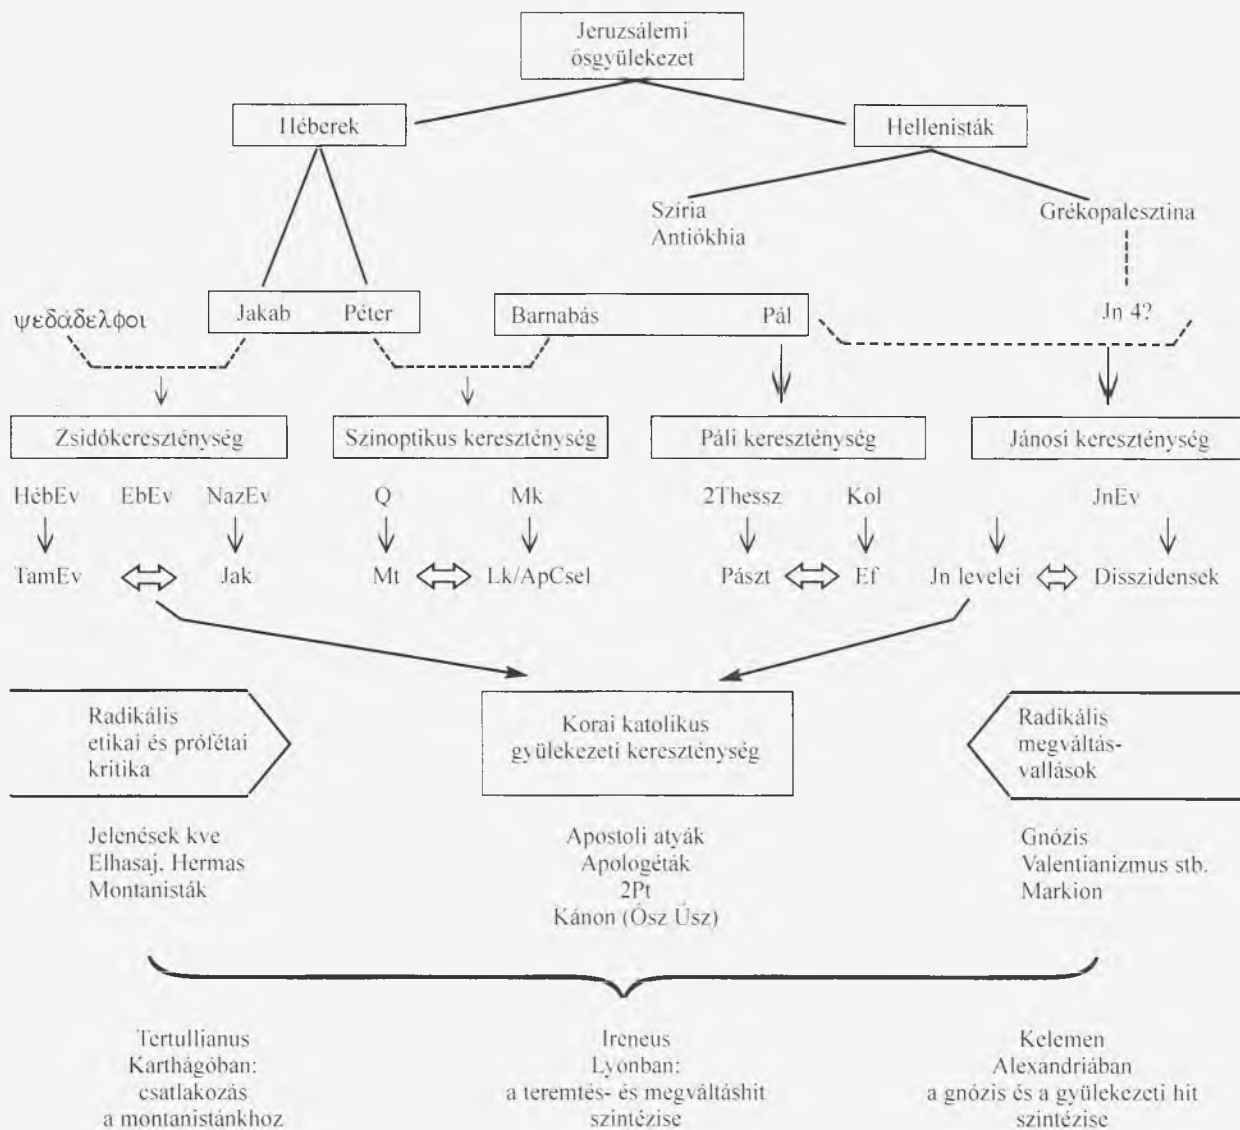 Jeruzsálemi
ősgyülekezet
Héberek
Hellenisták
Szíria
Antiókhia
Grékopalesztina
ψεδάδελφοι
Jakab Péter
Barnabás Pál
Jn 4?
Zsidókereszténység
Szinoptikus kereszténység
Páli kereszténység
Jánosi kereszténység
HébEv EbEv NazEv
Q Mk
2Thessz Kol
JnEv
TamEv Jak
Mt Lk/ApCsel
Pászt Ef
Jn levelei Disszidensek
Radikális
etikai és prófétai
kritika
Korai katolikus
gyülekezeti kereszténység
Radikális
megváltás-
vallások
Jelenések kve
Elhasaj. Hermas
Montanisták
Apostoli atyák
Apologéták
2Pt
Kánon (Ósz Úsz)
Gnózis
Valentianizmus stb.
Markion
Tertullianus
Karthágóban:
csatlakozás
a montanistánkhoz
Ireneus
Lyonban:
a teremtés- és megváltáshit
szintézise
Kelemen
Alexandriában
a gnózis és a gyülekezeti hit
szintézise